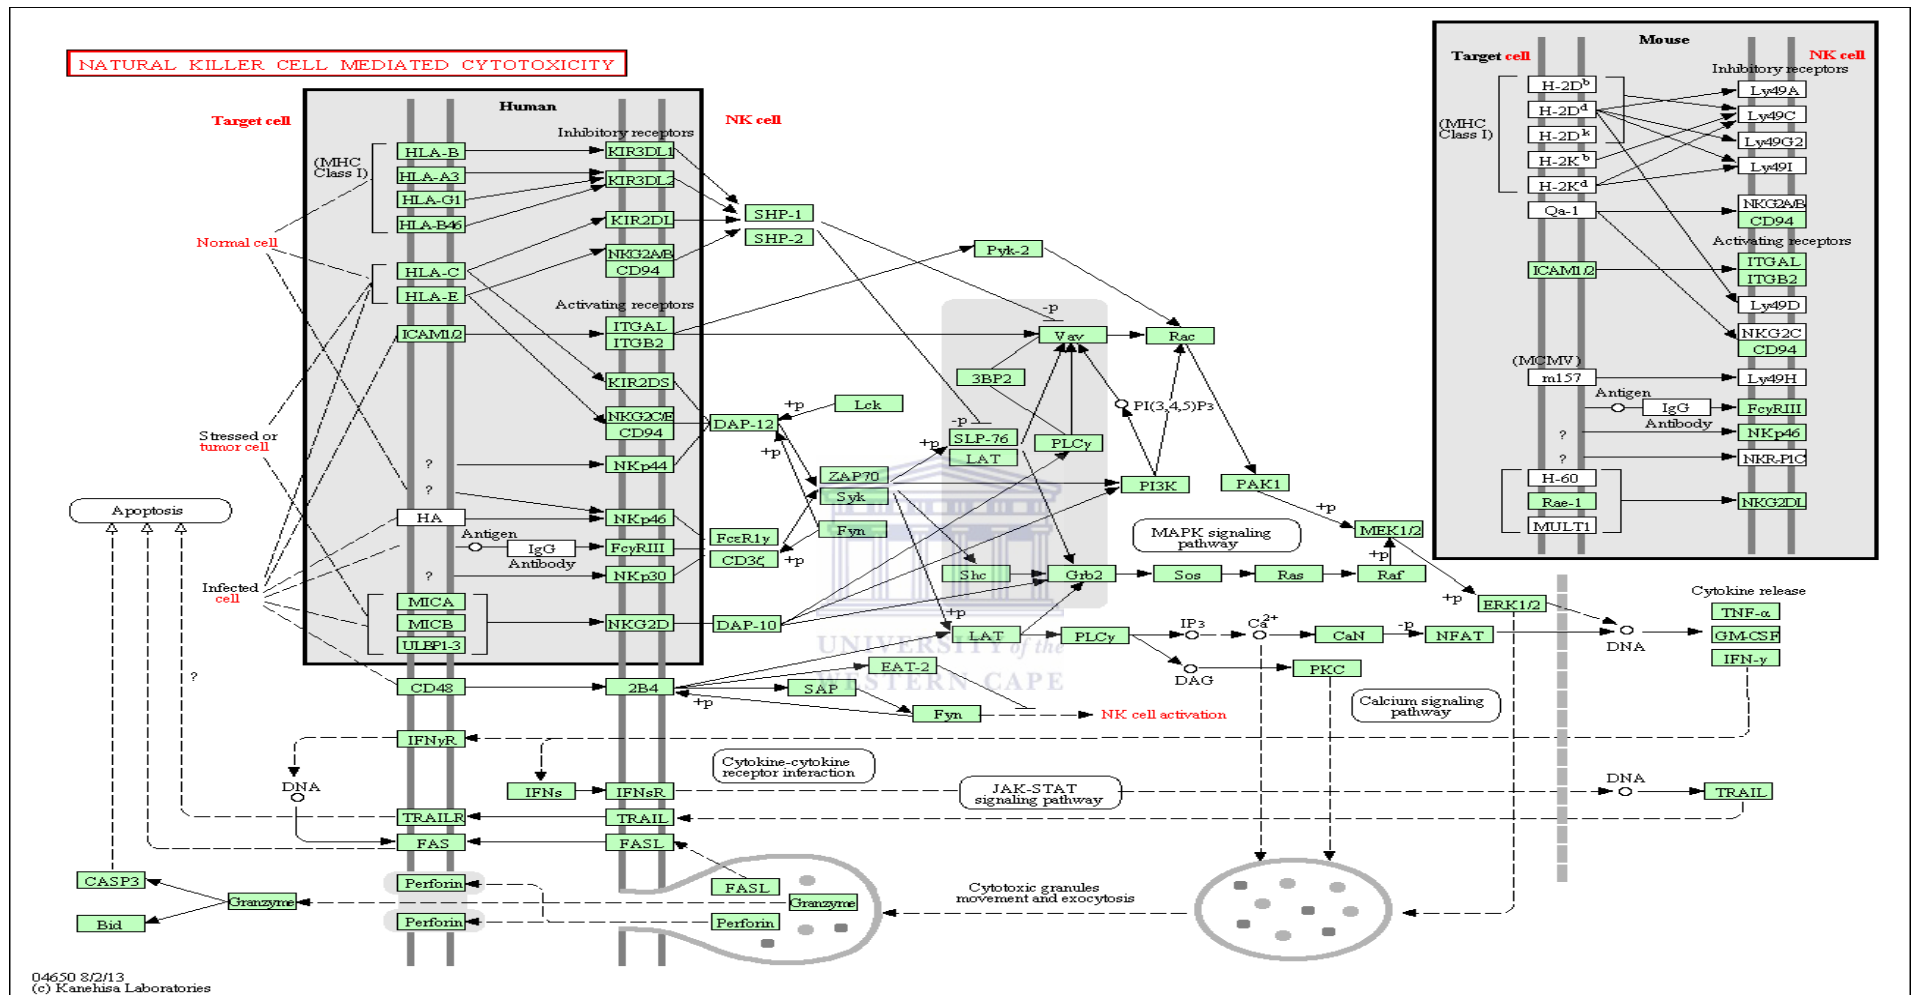 NATURAL KILLER CELL MEDIATED CYTOTOXICITY
Human
Target cell
NK cell
Inhibitory receptors
(MHC
Class I)
HLA-B
KIR3DL1
HLA-A3
KIR3DL2
HLA-G1
HLA-B46
KIR2DL
SHP-1
SHP-2
Normal cell
NKG2A/B
CD94
HLA-C
HLA-E
Pyk-2
Activating receptors
ICAM1/2
ITGAL
ITGB2
-p
Vav
Rac
KIR2DS
3BP2
NKG2C/E
CD94
DAP-12
+p
Lck
PI(3,4,5)P3
Stressed or
tumor cell
-p
+p
SLP-76
LAT
PLCγ
+p
?
NKp44
ZAP70
Syk
PI3K
PAK1
?
Apoptosis
HA
NKp46
Antigen
IgG
Antibody
FcγRIII
FcεR1γ
CD3ζ
Fyn
+p
MAPK signaling
pathway
+p
MEK1/2
+p
?
NKp30
Shc
Grb2
Sos
Ras
Raf
Infected
cell
MICA
MICB
ULBP1-3
NKG2D
DAP-10
+p
LAT
PLCγ
IP3
Ca2+
CaN
-p
NFAT
+p
ERK1/2
DNA
Cytokine release
TNF-α
GM-CSF
IFN-γ
UNIVERSITY of the
WESTERN CAPE
DAG
PKC
?
CD48
2B4
EAT-2
SAP
+p
Fyn
NK cell activation
Calcium signaling
pathway
IFNγR
Cytokine-cytokine
receptor interaction
DNA
IFNs
IFNsR
JAK-STAT
signaling pathway
DNA
TRAIL
TRAILR
TRAIL
FAS
FASL
CASP3
Perforin
FASL
Granzyme
Granzyme
Cytotoxic granules
movement and exocytosis
Bid
Perforin
Perforin
04650 8/2/13
(c) Kanehisa Laboratories
Mouse
Target cell
NK cell
Inhibitory receptors
(MHC
Class I)
H-2Db
Ly49A
H-2Dd
Ly49C
H-2Dk
Ly49G2
H-2Kb
Ly49I
H-2Kd
Qa-1
NKG2A/B
CD94
Activating receptors
ICAM1/2
ITGAL
ITGB2
Ly49D
NKG2C
CD94
(MCMV)
m157
Ly49H
Antigen
IgG
Antibody
FcγRIII
?
NKp46
?
NKR-P1C
H-60
Rae-1
NKG2DL
MULT1